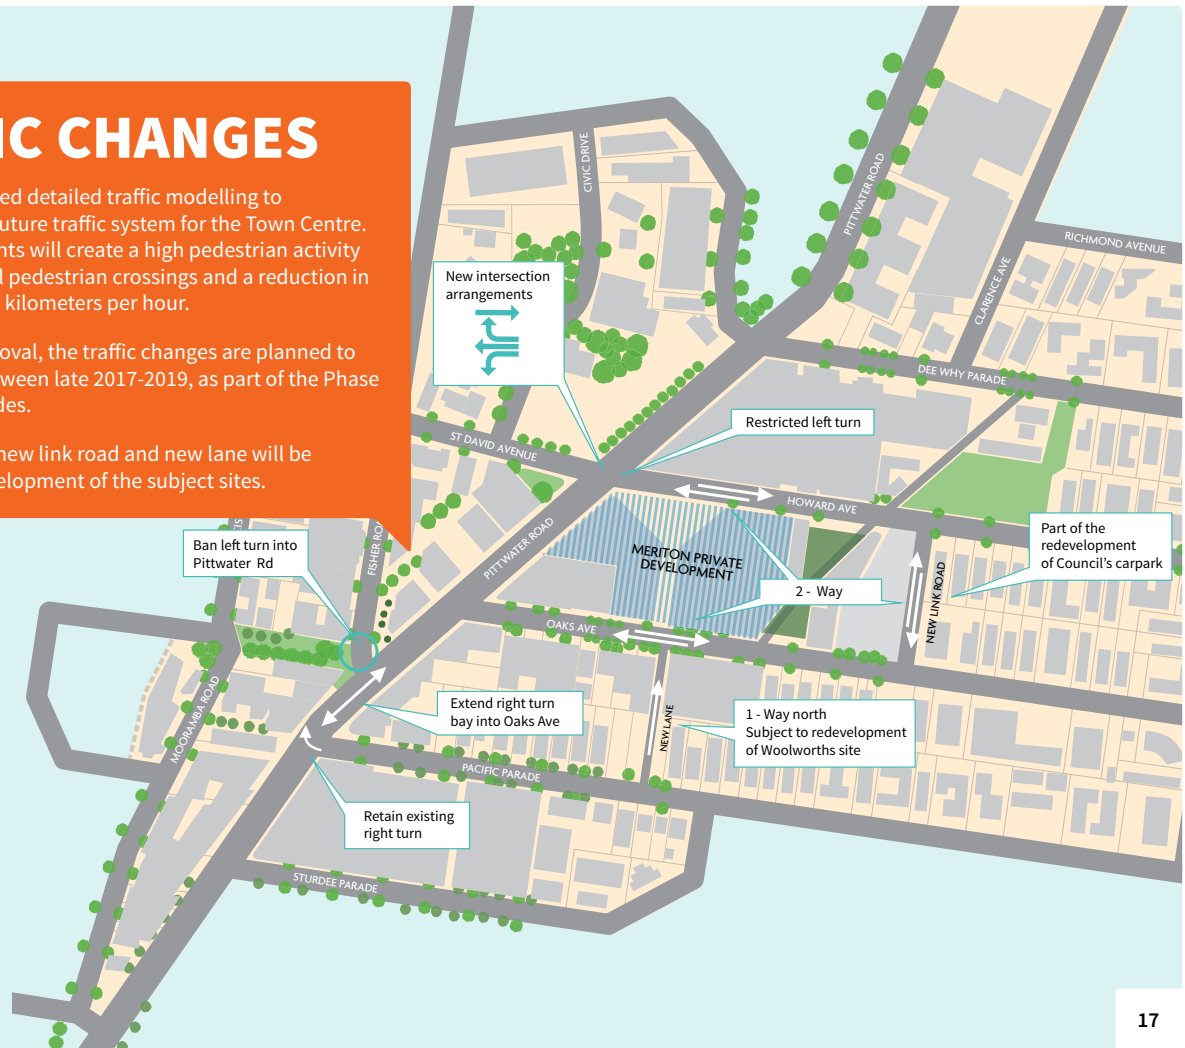 IC CHANGES
ed detailed traffic modelling to
uture traffic system for the Town Centre.
nts will create a high pedestrian activity
l pedestrian crossings and a reduction in
kilometers per hour.
oval, the traffic changes are planned to
ween late 2017-2019, as part of the Phase
des.
new link road and new lane will be
elopment of the subject sites.
CIVIC DRIVE
PITTWATER ROAD
RICHMOND AVENUE
CLARENCE AVE
New intersection
arrangements
DEE WHY PARADE
Restricted left turn
ST DAVID AVENUE
HOWARD AVE
Ban left turn into
Pittwater Rd
FISHER ROA
PITTWATER ROAD
MERITON PRIVATE
DEVELOPMENT
2 - Way
Part of the
redevelopment
of Council's carpark
NEW LINK ROAD
OAKS AVE
MOORAMBA ROAD
Extend right turn
bay into Oaks Ave
NEW LANE
1 - Way north
Subject to redevelopment
of Woolworths site
PACIFIC PARADE
Retain existing
right turn
STURDEE PARADE
17